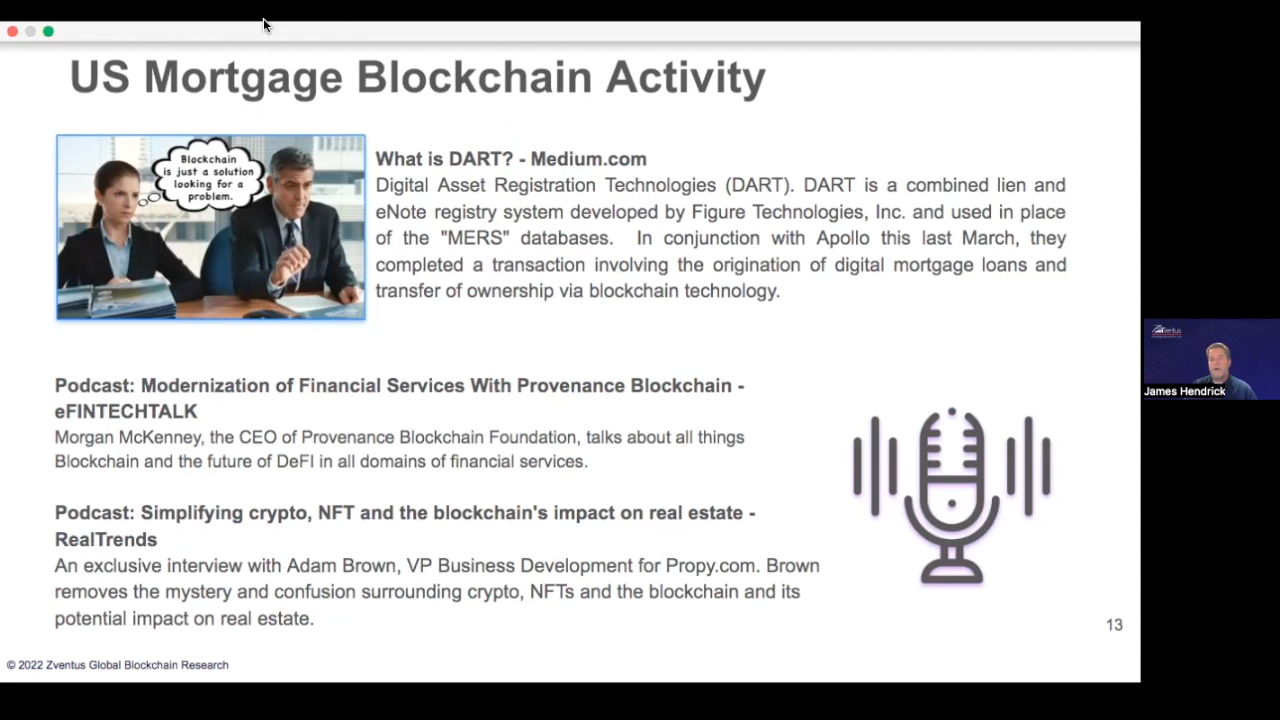 US Mortgage Blockchain Activity
Blockchain
is just a solution
looking for a
problem.
What is DART? - Medium.com
Digital Asset Registration Technologies (DART). DART is a combined lien and
eNote registry system developed by Figure Technologies, Inc. and used in place
of the "MERS" databases. In conjunction with Apollo this last March, they
completed a transaction involving the origination of digital mortgage loans and
transfer of ownership via blockchain technology.
Podcast: Modernization of Financial Services With Provenance Blockchain -
eFINTECHTALK
Morgan McKenney, the CEO of Provenance Blockchain Foundation, talks about all things
Blockchain and the future of DeFI in all domains of financial services.
Podcast: Simplifying crypto, NFT and the blockchain's impact on real estate -
RealTrends
An exclusive interview with Adam Brown, VP Business Development for Propy.com. Brown
removes the mystery and confusion surrounding crypto, NFTs and the blockchain and its
potential impact on real estate.
13
© 2022 Zventus Global Blockchain Research
James Hendrick